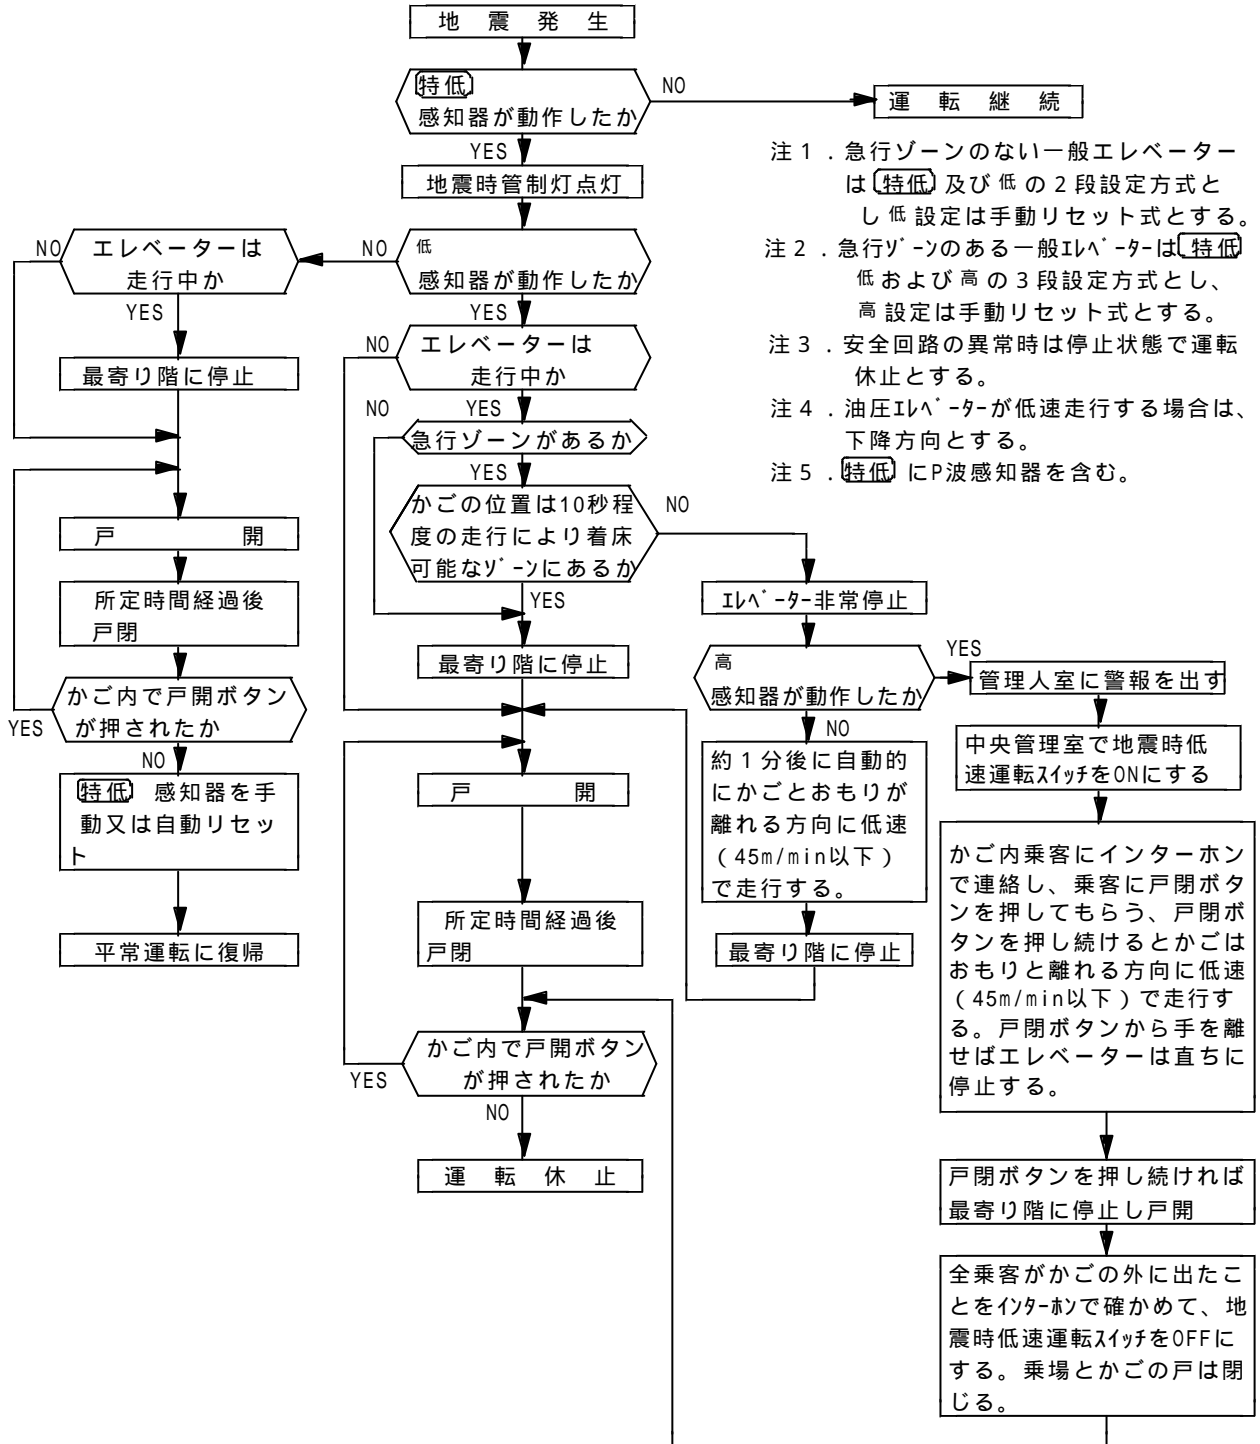 地震発生
特低
感知器が動作したか
NO
運転継続
YES
地震時管制灯点灯
注１．急行ゾーンのない一般エレベーター
は 特低 及び 低 の２段設定方式と
し 低 設定は手動リセット式とする。
注２．急行ｿﾞｰﾝのある一般ｴﾚﾍﾞｰﾀｰは 特低
低 および 高 の３段設定方式とし、
高 設定は手動リセット式とする。
注３．安全回路の異常時は停止状態で運転
休止とする。
注４．油圧ｴﾚﾍﾞｰﾀｰが低速走行する場合は、
下降方向とする。
注５．特低 にP波感知器を含む。
低
感知器が動作したか
NO
YES
エレベーターは
走行中か
NO
YES
最寄り階に停止
戸開
所定時間経過後
戸閉
かご内で戸開ボタン
が押されたか
YES
NO
特低 感知器を手
動又は自動リセッ
ト
平常運転に復帰
エレベーターは
走行中か
NO
YES
急行ゾーンがあるか
NO
YES
かごの位置は10秒程
度の走行により着床
可能なｿﾞｰﾝにあるか
NO
YES
最寄り階に停止
戸開
所定時間経過後
戸閉
かご内で戸開ボタン
が押されたか
YES
NO
運転休止
ｴﾚﾍﾞｰﾀｰ非常停止
高
感知器が動作したか
YES
NO
約１分後に自動的
にかごとおもりが
離れる方向に低速
（45m/min以下）
で走行する。
最寄り階に停止
管理人室に警報を出す
中央管理室で地震時低
速運転ｽｲｯﾁをONにする
かご内乗客にインターホン
で連絡し、乗客に戸閉ボタ
ンを押してもらう、戸閉ボ
タンを押し続けるとかごは
おもりと離れる方向に低速
（45m/min以下）で走行す
る。戸閉ボタンから手を離
せばエレベーターは直ちに
停止する。
戸閉ボタンを押し続ければ
最寄り階に停止し戸開
全乗客がかごの外に出たこ
とをｲﾝﾀｰﾎﾝで確かめて、地
震時低速運転ｽｲｯﾁをOFFに
する。乗場とかごの戸は閉
じる。